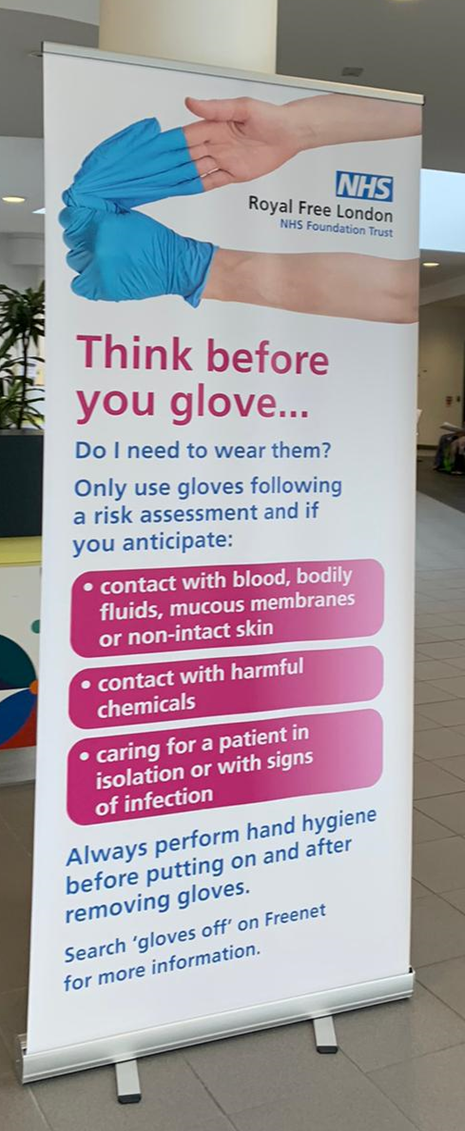 NHS
Royal Free London
NHS Foundation Trust
Think before
you glove...
Do I need to wear them?
Only use gloves following
a risk assessment and if
you anticipate:
• contact with blood, bodily
fluids, mucous membranes
or non-intact skin
• contact with harmful
chemicals
• caring for a patient in
isolation or with signs
of infection
Always perform hand hygiene
before putting on and after
removing gloves.
Search ‘gloves off’ on Freenet
for more information.